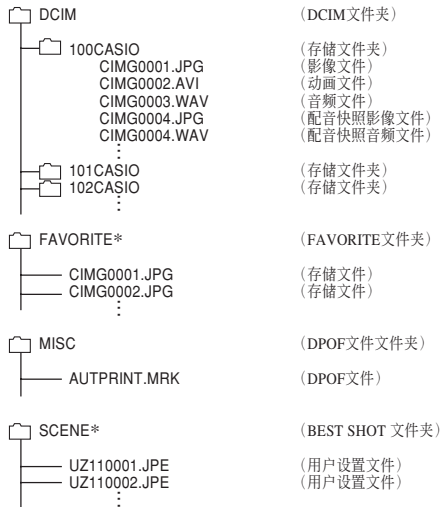 DCIM （DCIM文件夹）
100CASIO （存储文件夹）
CIMG0001.JPG （影像文件）
CIMG0002.AVI （动画文件）
CIMG0003.WAV （音频文件）
CIMG0004.JPG （配音快照影像文件）
CIMG0004.WAV （配音快照音频文件）
101CASIO （存储文件夹）
102CASIO （存储文件夹）
FAVORITE* （FAVORITE文件夹）
CIMG0001.JPG （存储文件）
CIMG0002.JPG （存储文件）
MISC （DPOF文件文件夹）
AUTPRINT.MRK （DPOF文件）
SCENE* （BEST SHOT 文件夹）
UZ110001.JPE （用户设置文件）
UZ110002.JPE （用户设置文件）